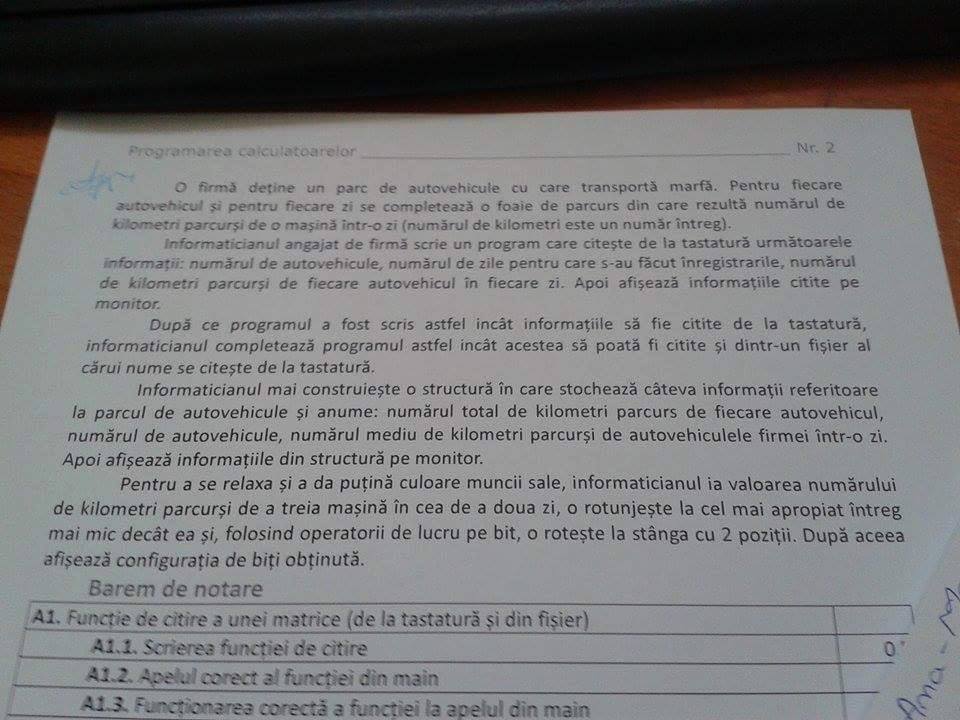 Programarea calculatoarelor Nr. 2
O firmă deține un parc de autovehicule cu care transportă marfă. Pentru fiecare
autovehicul și pentru fiecare zi se completează o foaie de parcurs din care rezultă numărul de
kilometri parcurși de o mașină într-o zi (numărul de kilometri este un număr întreg).
Informaticianul angajat de firmă scrie un program care citește de la tastatură următoarele
informații: numărul de autovehicule, numărul de zile pentru care s-au făcut înregistrarile, numărul
de kilometri parcurși de fiecare autovehicul în fiecare zi. Apoi afișează informațiile citite pe
monitor.
După ce programul a fost scris astfel incât informațiile să fie citite de la tastatură,
informaticianul completează programul astfel incât acestea să poată fi citite și dintr-un fișier al
cărui nume se citește de la tastatură.
Informaticianul mai construiește o structură în care stochează câteva informații referitoare
la parcul de autovehicule și anume: numărul total de kilometri parcurs de fiecare autovehicul,
numărul de autovehicule, numărul mediu de kilometri parcurși de autovehiculele firmei într-o zi.
Apoi afișează informațiile din structură pe monitor.
Pentru a se relaxa și a da puțină culoare muncii sale, informaticianul ia valoarea numărului
de kilometri parcurși de a treia mașină în cea de a doua zi, o rotunjește la cel mai apropiat întreg
mai mic decât ea și, folosind operatorii de lucru pe bit, o rotește la stânga cu 2 poziții. După aceea
afișează configurația de biți obținută.
Barem de notare
A1. Funcție de citire a unei matrice (de la tastatură și din fișier)
A1.1. Scrierea funcției de citire 0
A1.2. Apelul corect al funcției din main
A1.3. Funcționarea corectă a funcției la apelul din main
Ana -